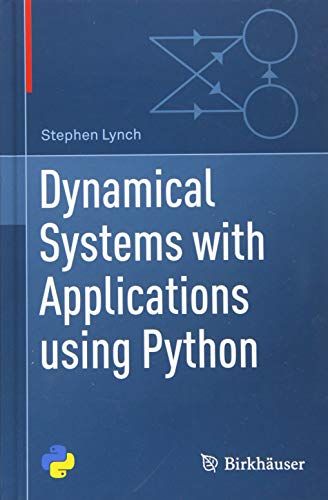 Stephen Lynch
Dynamical
Systems with
Applications
using Python
Birkhäuser